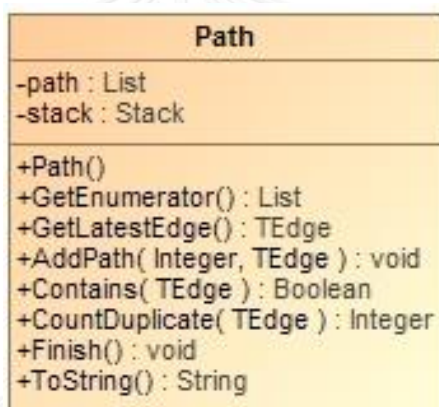 Path
-path : List
-stack : Stack
+Path()
+GetEnumerator() : List
+GetLatestEdge() : TEdge
+AddPath( Integer, TEdge ) : void
+Contains( TEdge ) : Boolean
+CountDuplicate( TEdge ) : Integer
+Finish() : void
+ToString() : String